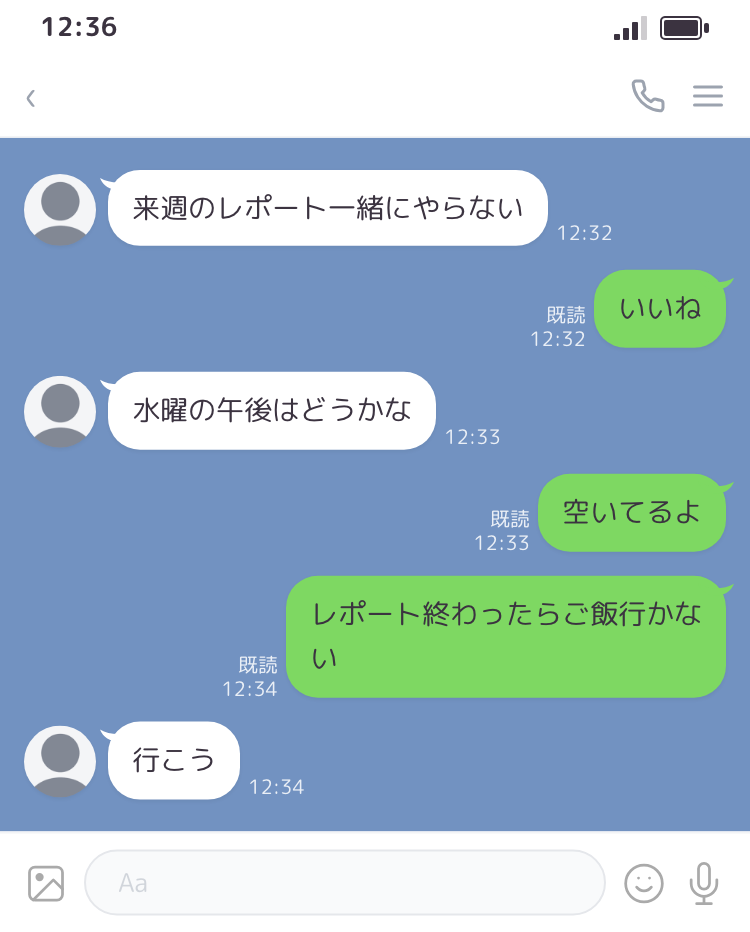 12:36
来週のレポート一緒にやらない
12:32
いいね
既読
12:32
水曜の午後はどうかな
12:33
空いてるよ
既読
12:33
レポート終わったらご飯行かな
い
既読
12:34
行こう
12:34
Aa